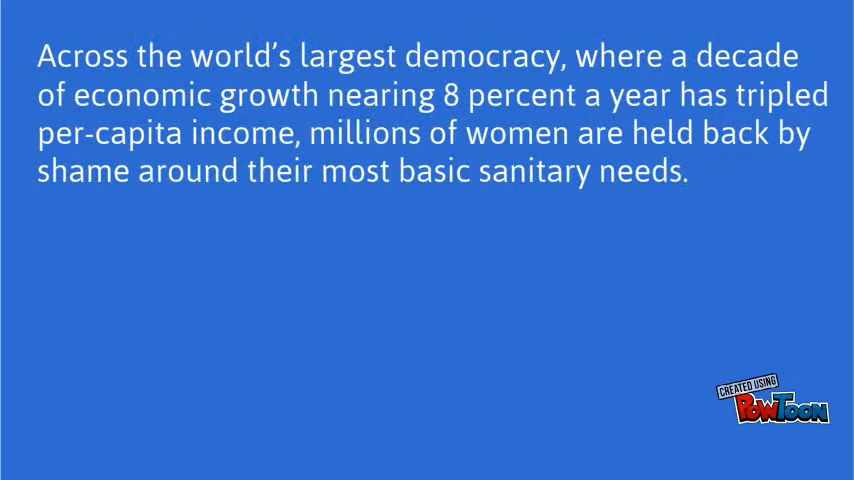 Across the world’s largest democracy, where a decade
of economic growth nearing 8 percent a year has tripled
per-capita income, millions of women are held back by
shame around their most basic sanitary needs.
CREATED USING
POWTOON